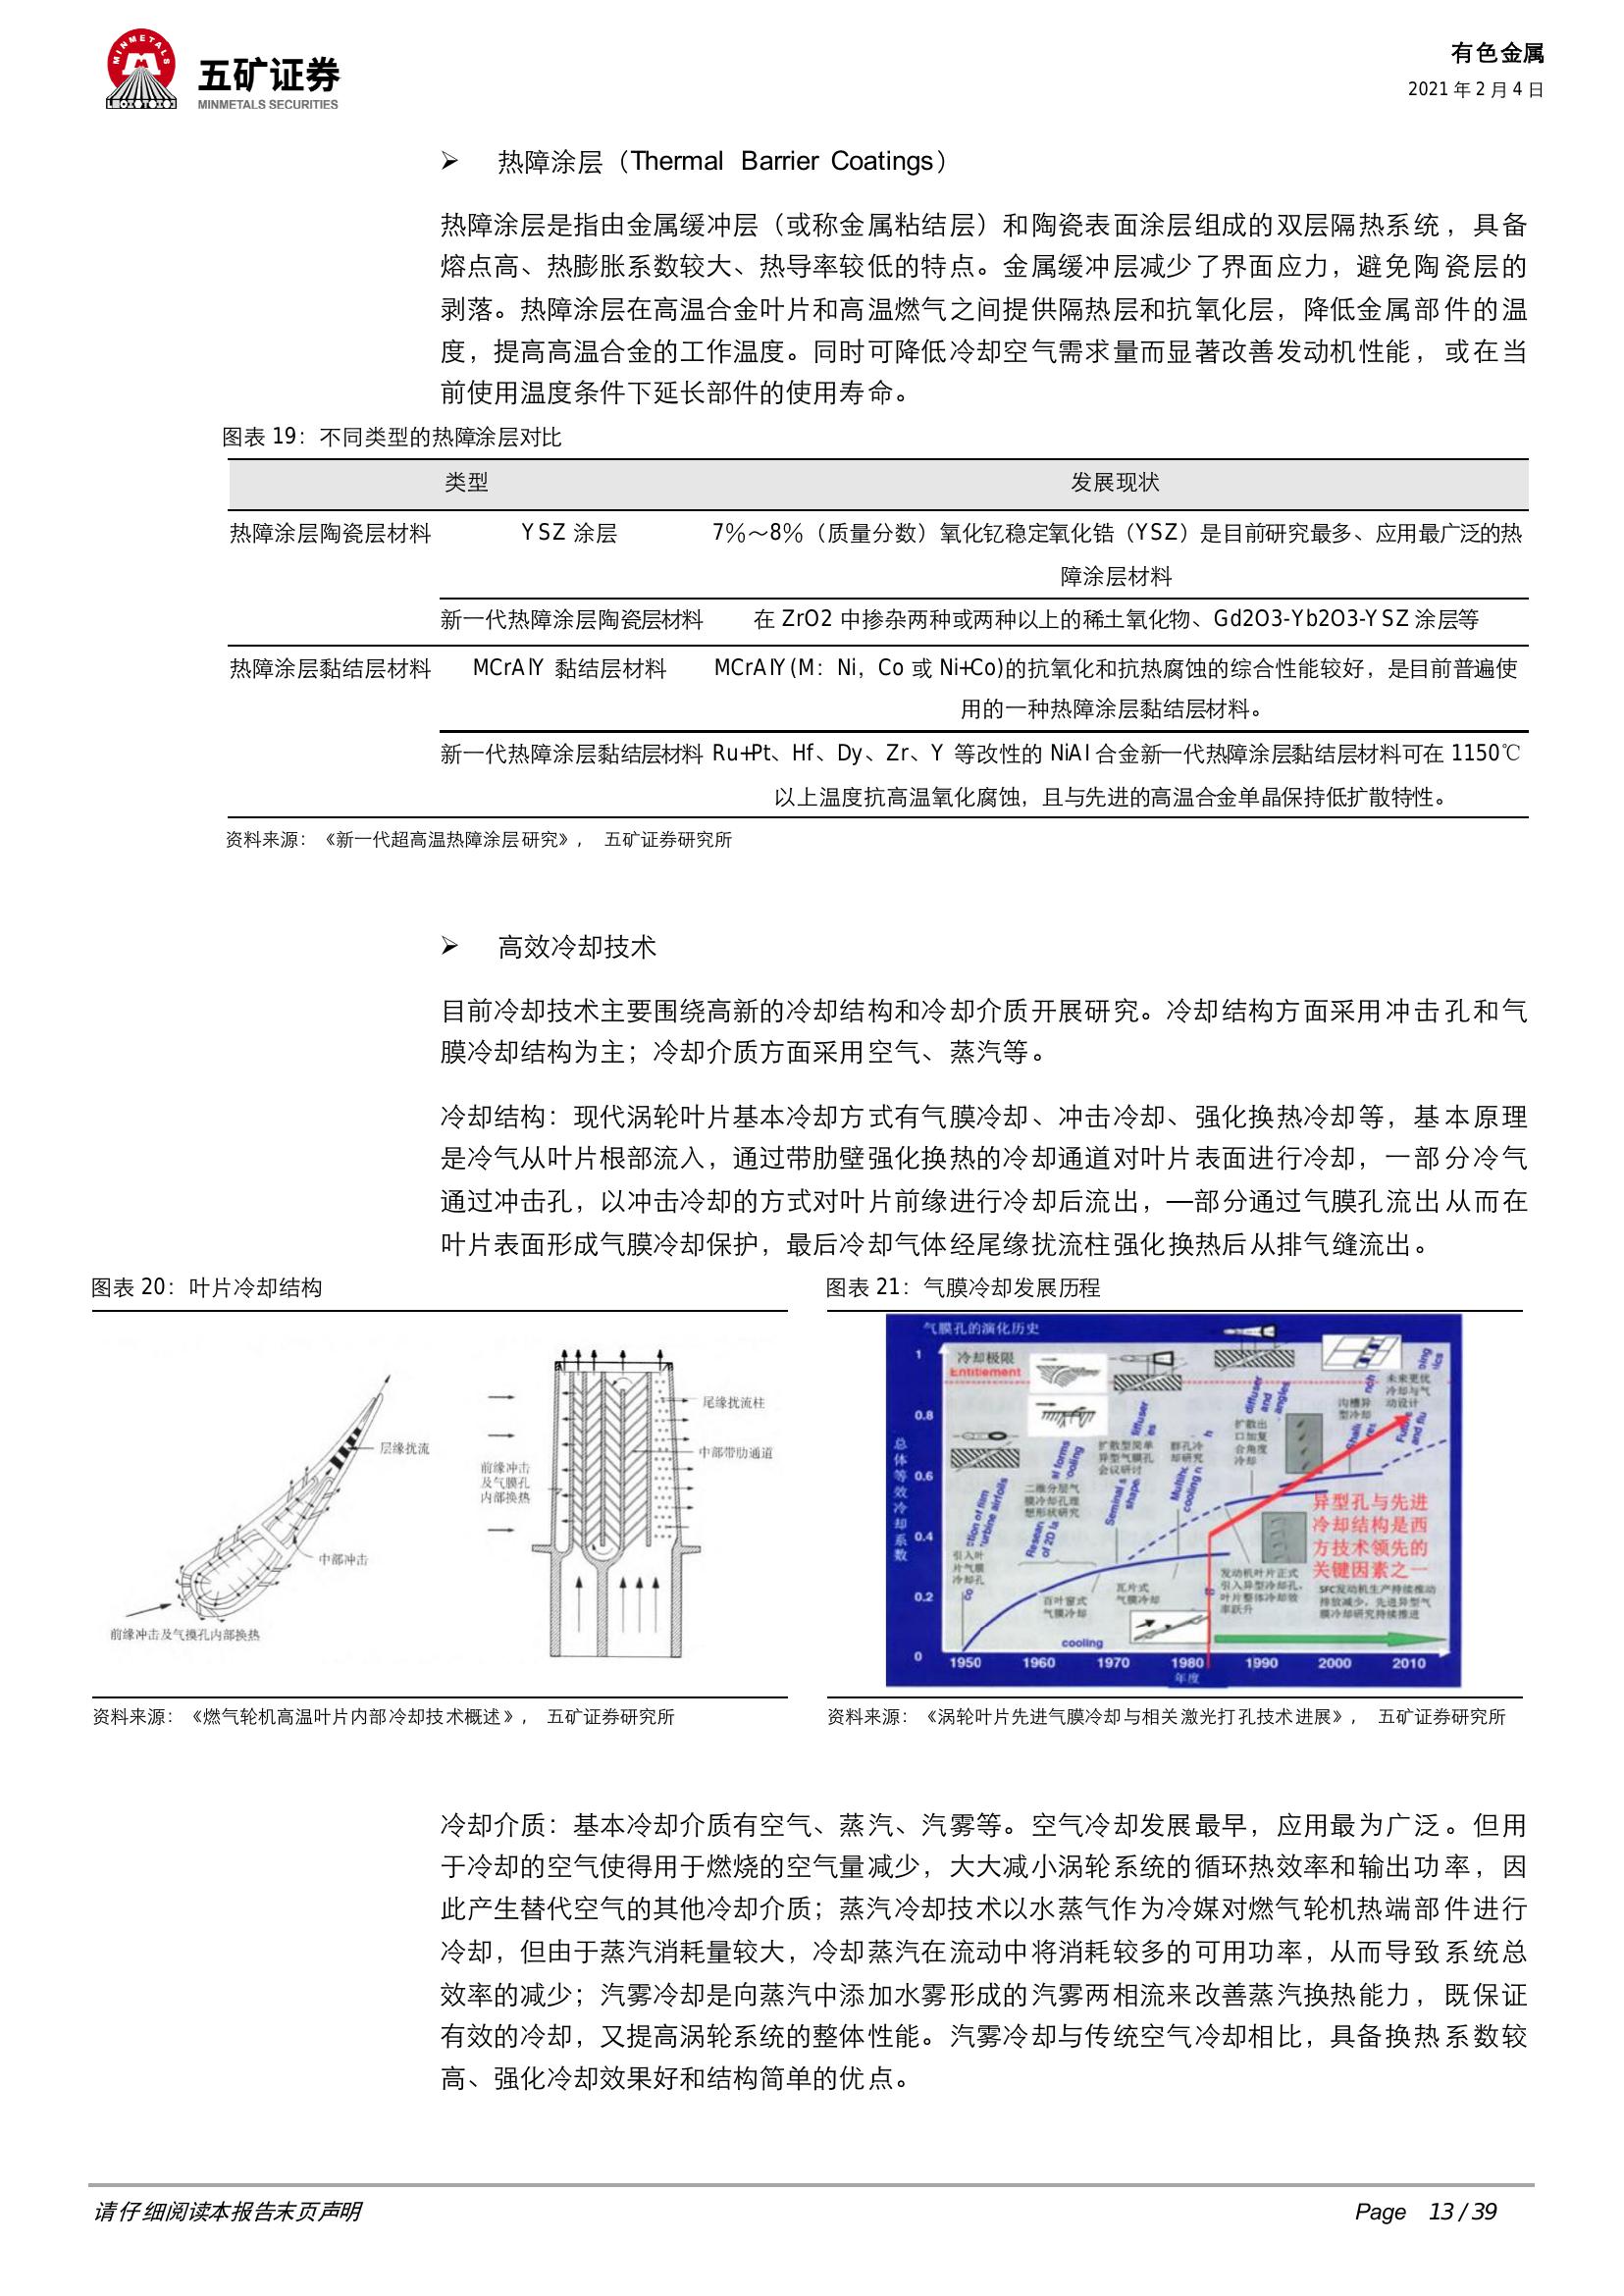 MINMETALS
五矿证券
MINMETALS SECURITIES
有色金属
2021 年 2 月 4 日
热障涂层（Thermal Barrier Coatings）
热障涂层是指由金属缓冲层（或称金属粘结层）和陶瓷表面涂层组成的双层隔热系统，具备
熔点高、热膨胀系数较大、热导率较低的特点。金属缓冲层减少了界面应力，避免陶瓷层的
剥落。热障涂层在高温合金叶片和高温燃气之间提供隔热层和抗氧化层，降低金属部件的温
度，提高高温合金的工作温度。同时可降低冷却空气需求量而显著改善发动机性能，或在当
前使用温度条件下延长部件的使用寿命。
图表 19：不同类型的热障涂层对比
类型 发展现状
热障涂层陶瓷层材料 YSZ 涂层 7%～8%（质量分数）氧化钇稳定氧化锆（YSZ）是目前研究最多、应用最广泛的热
障涂层材料
新一代热障涂层陶瓷层材料 在 ZrO2 中掺杂两种或两种以上的稀土氧化物、Gd2O3-Yb2O3-YSZ 涂层等
热障涂层黏结层材料 MCrAlY 黏结层材料 MCrAlY(M：Ni，Co 或 Ni+Co)的抗氧化和抗热腐蚀的综合性能较好，是目前普遍使
用的一种热障涂层黏结层材料。
新一代热障涂层黏结层材料 Ru+Pt、Hf、Dy、Zr、Y 等改性的 NiAl 合金新一代热障涂层黏结层材料可在 1150℃
以上温度抗高温氧化腐蚀，且与先进的高温合金单晶保持低扩散特性。
资料来源：《新一代超高温热障涂层研究》，五矿证券研究所
高效冷却技术
目前冷却技术主要围绕高新的冷却结构和冷却介质开展研究。冷却结构方面采用冲击孔和气
膜冷却结构为主；冷却介质方面采用空气、蒸汽等。
冷却结构：现代涡轮叶片基本冷却方式有气膜冷却、冲击冷却、强化换热冷却等，基本原理
是冷气从叶片根部流入，通过带肋壁强化换热的冷却通道对叶片表面进行冷却，一部分冷气
通过冲击孔，以冲击冷却的方式对叶片前缘进行冷却后流出，—部分通过气膜孔流出从而在
叶片表面形成气膜冷却保护，最后冷却气体经尾缘扰流柱强化换热后从排气缝流出。
图表 20：叶片冷却结构
层缘扰流
中部冲击
前缘冲击及气摸孔内部换热
前缘冲击
及气膜孔
内部换热
尾缘扰流柱
中部带肋通道
资料来源：《燃气轮机高温叶片内部冷却技术概述》，五矿证券研究所
图表 21：气膜冷却发展历程
气膜孔的演化历史
冷却极限
Entitlement
总体等效冷却系数
1
0.8
0.6
0.4
0.2
0
引入叶
片气膜
冷却孔
二维分层气
膜冷却孔理
想形状研究
扩散型简单
异型气膜孔
会议研讨
群孔冷
却研究
扩散出
口加复
合角度
冷却
沟槽异
型冷却
未来更优
冷却与气
动设计
百叶窗式
气膜冷却
瓦片式
气膜冷却
发动机叶片正式
引入异型冷却孔，
叶片整体冷却效
率跃升
异型孔与先进
冷却结构是西
方技术领先的
关键因素之一
SFC发动机生产持续推动
排放减少，先进异型气
膜冷却研究持续推进
cooling
1950 1960 1970 1980 1990 2000 2010
年度
资料来源：《涡轮叶片先进气膜冷却与相关激光打孔技术进展》，五矿证券研究所
冷却介质：基本冷却介质有空气、蒸汽、汽雾等。空气冷却发展最早，应用最为广泛。但用
于冷却的空气使得用于燃烧的空气量减少，大大减小涡轮系统的循环热效率和输出功率，因
此产生替代空气的其他冷却介质；蒸汽冷却技术以水蒸气作为冷媒对燃气轮机热端部件进行
冷却，但由于蒸汽消耗量较大，冷却蒸汽在流动中将消耗较多的可用功率，从而导致系统总
效率的减少；汽雾冷却是向蒸汽中添加水雾形成的汽雾两相流来改善蒸汽换热能力，既保证
有效的冷却，又提高涡轮系统的整体性能。汽雾冷却与传统空气冷却相比，具备换热系数较
高、强化冷却效果好和结构简单的优点。
请仔细阅读本报告末页声明
Page 13 / 39